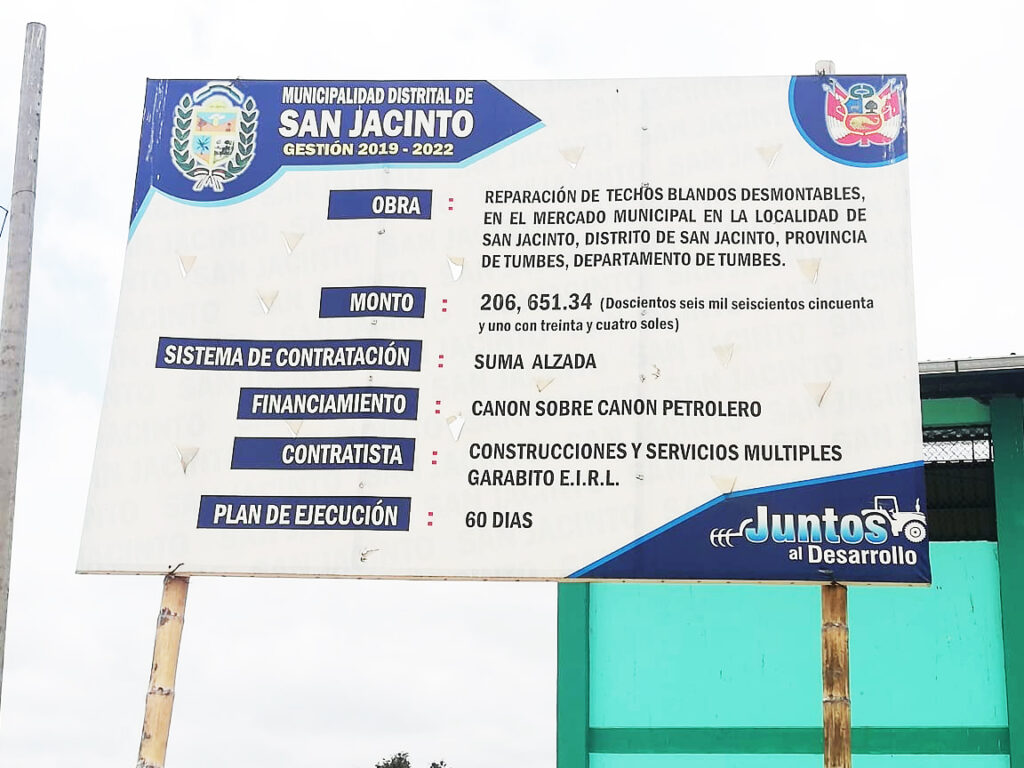 MUNICIPALIDAD DISTRITAL DE
SAN JACINTO
GESTIÓN 2019 - 2022
OBRA : REPARACIÓN DE TECHOS BLANDOS DESMONTABLES,
EN EL MERCADO MUNICIPAL EN LA LOCALIDAD DE
SAN JACINTO, DISTRITO DE SAN JACINTO, PROVINCIA
DE TUMBES, DEPARTAMENTO DE TUMBES.
MONTO : 206, 651.34 (Doscientos seis mil seiscientos cincuenta
y uno con treinta y cuatro soles)
SISTEMA DE CONTRATACIÓN : SUMA ALZADA
FINANCIAMIENTO : CANON SOBRE CANON PETROLERO
CONTRATISTA : CONSTRUCCIONES Y SERVICIOS MULTIPLES
GARABITO E.I.R.L.
PLAN DE EJECUCIÓN : 60 DIAS
Juntos
al Desarrollo